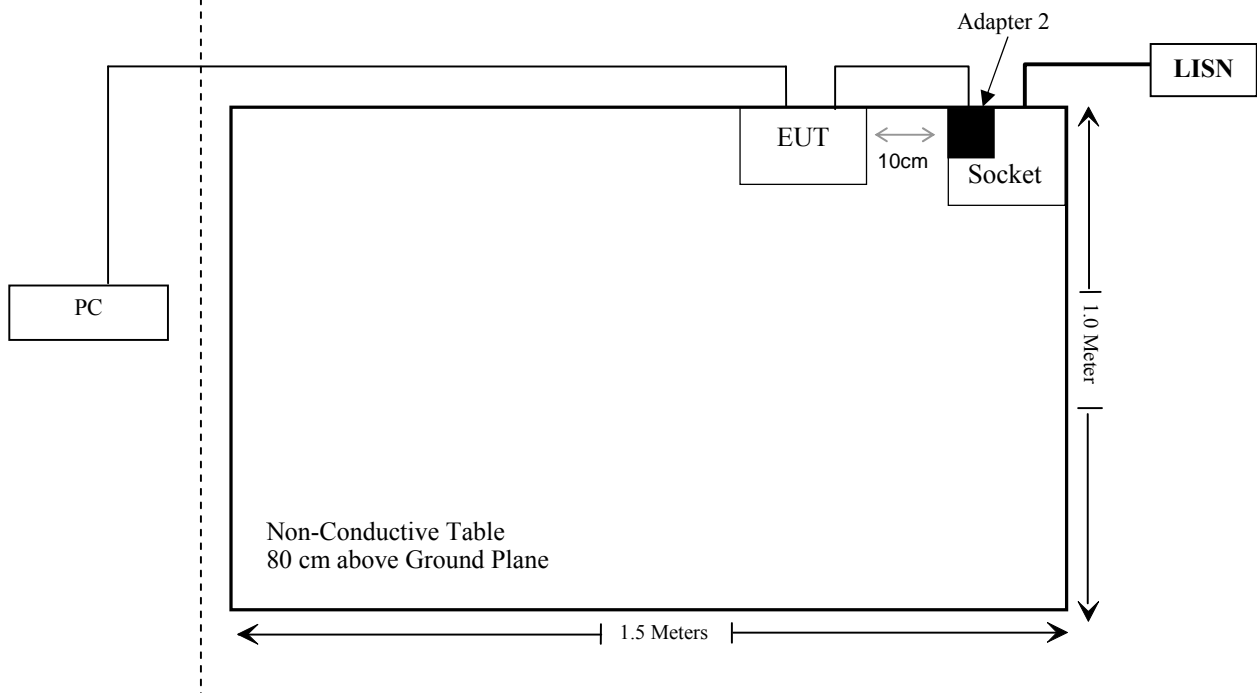 Adapter 2
LISN
EUT
10cm
Socket
PC
1.0 Meter
Non-Conductive Table
80 cm above Ground Plane
1.5 Meters